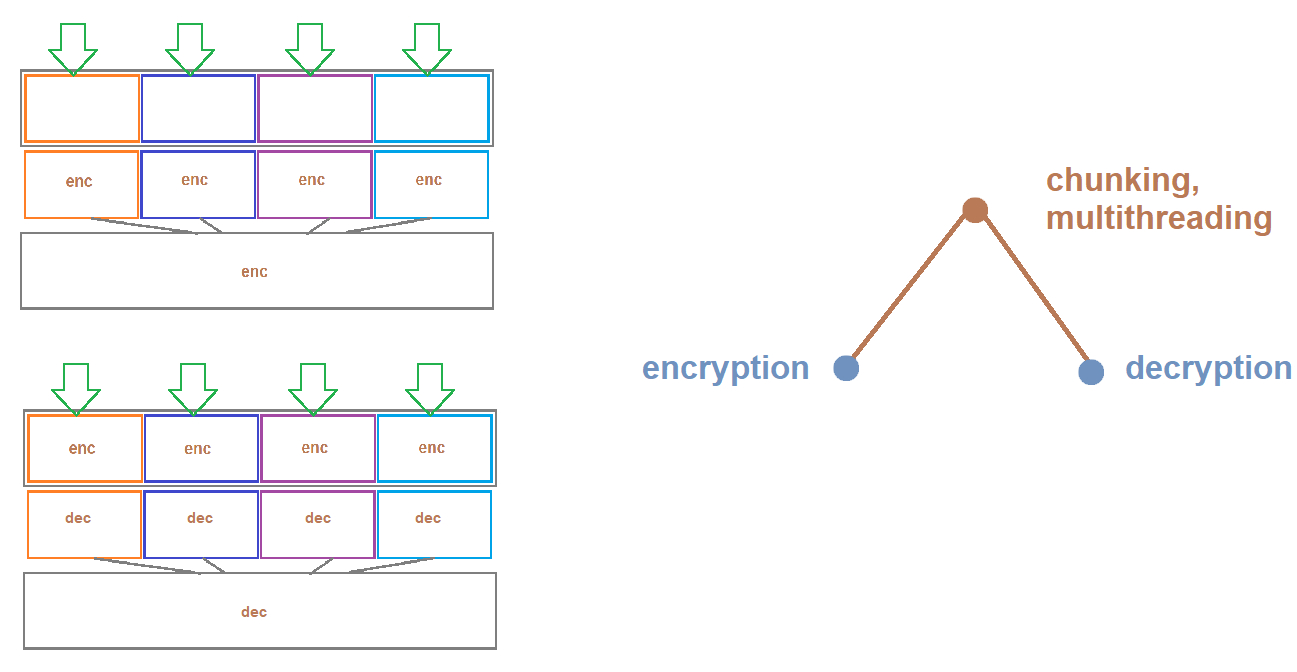 enc enc enc enc
enc
enc enc enc enc
dec dec dec dec
dec
chunking,
multithreading
encryption
decryption